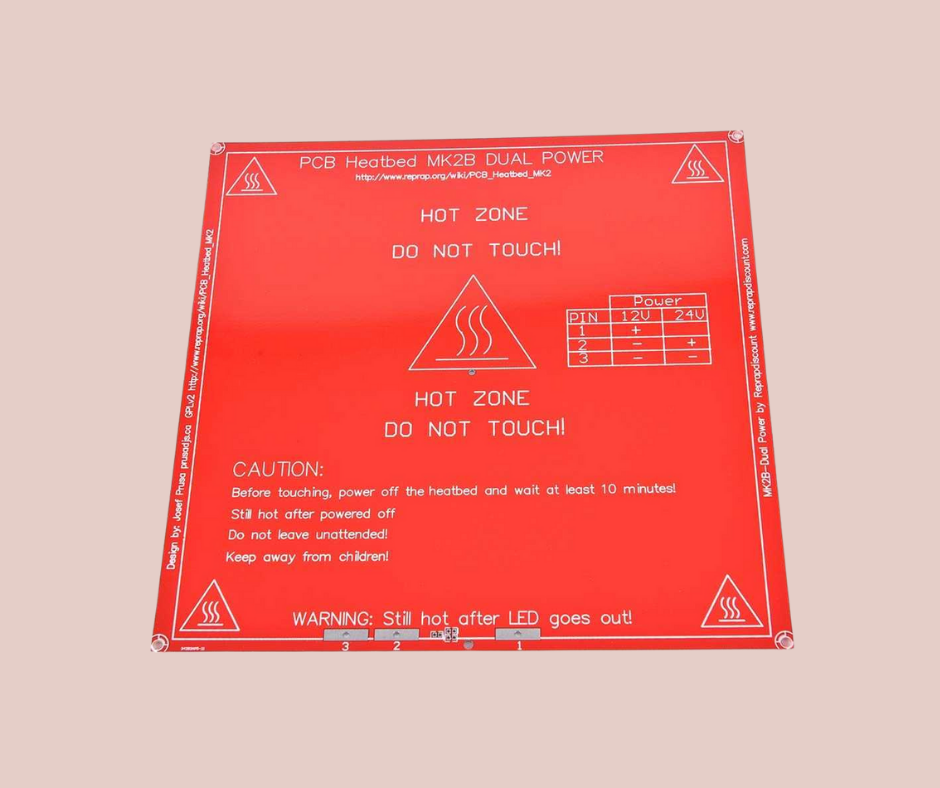 PCB Heatbed MK2B DUAL POWER
http://www.reprap.org/wiki/PCB_Heatbed_MK2
HOT ZONE
DO NOT TOUCH!
Power
PIN 12V 24V
1 +
2 - +
3 - -
HOT ZONE
DO NOT TOUCH!
CAUTION:
Before touching, power off the heatbed and wait at least 10 minutes!
Still hot after powered off
Do not leave unattended!
Keep away from children!
WARNING: Still hot after LED goes out!
3 2 1
Design by: Josef Prusa prusadjs.ca GPLv2 http://www.reprap.org/wiki/PCB_Heatbed_MK2
MK2B-Dual Power by Reprapdiscount www.reprapdiscount.com